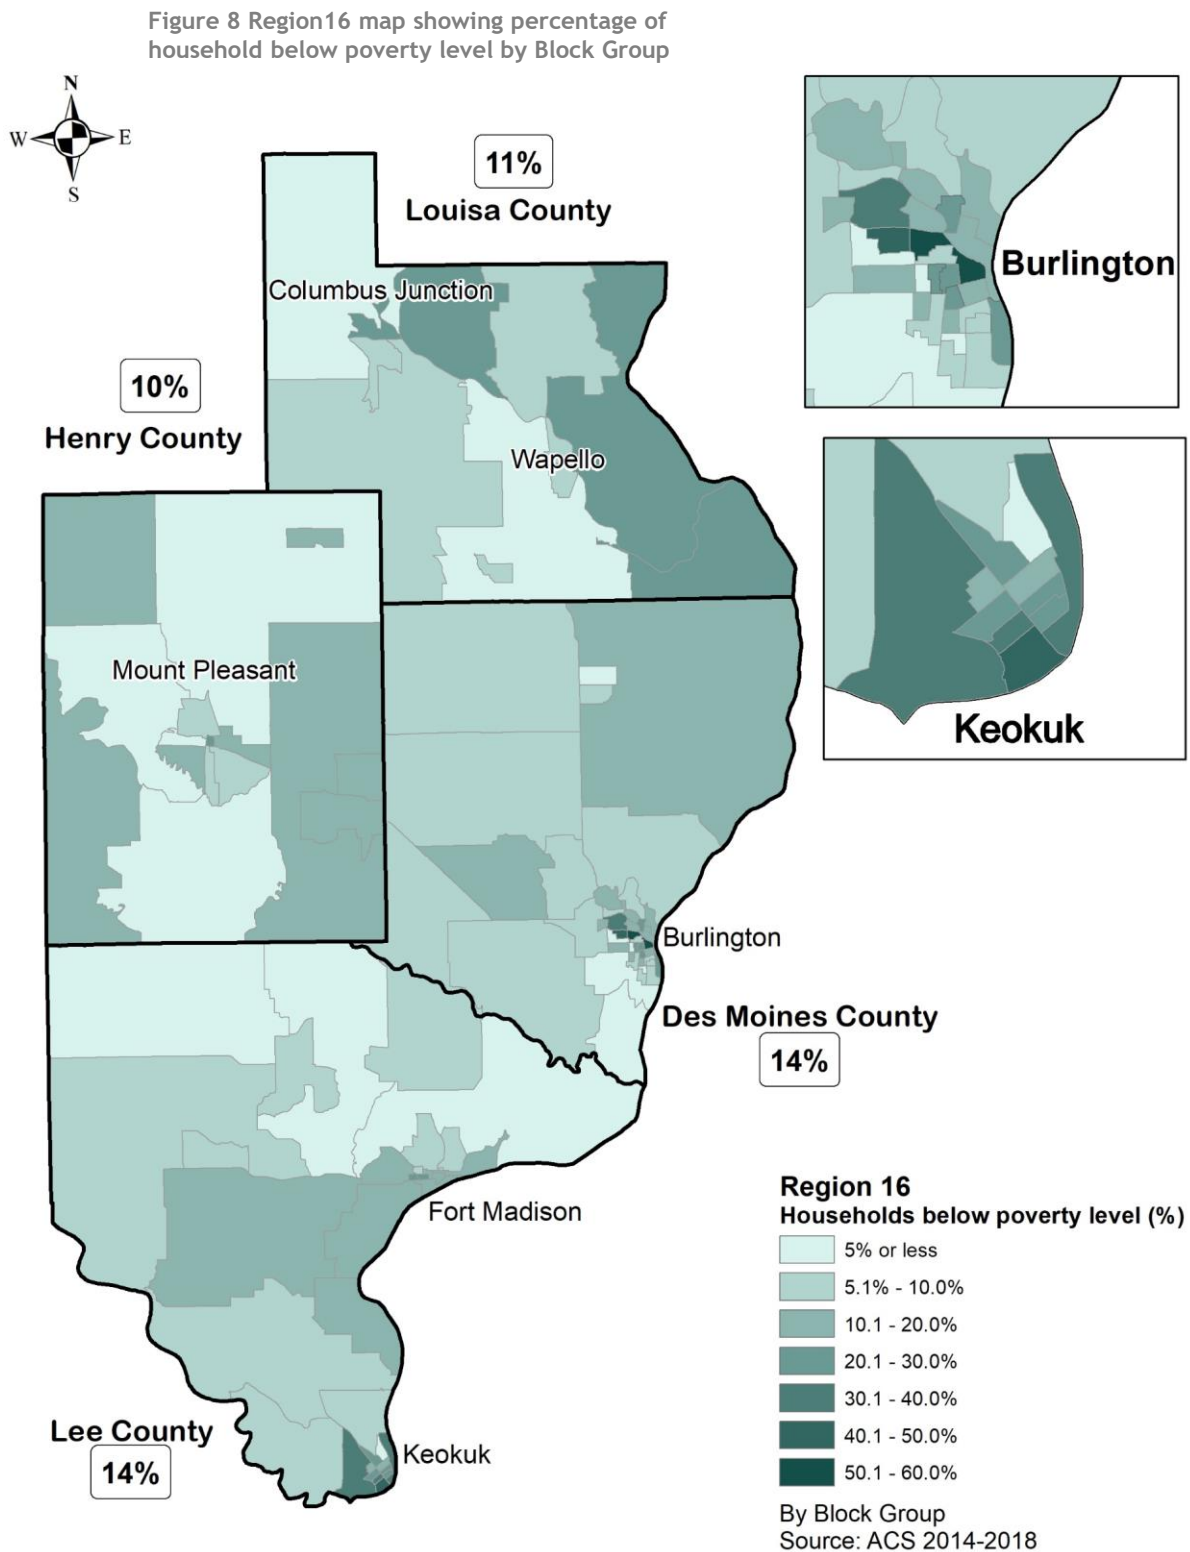 Figure 8 Region16 map showing percentage of
household below poverty level by Block Group
N
W E
S
11%
Louisa County
Columbus Junction
Burlington
10%
Henry County
Wapello
Mount Pleasant
Keokuk
Burlington
Des Moines County
14%
Fort Madison
Lee County
14%
Keokuk
Region 16
Households below poverty level (%)
5% or less
5.1% - 10.0%
10.1 - 20.0%
20.1 - 30.0%
30.1 - 40.0%
40.1 - 50.0%
50.1 - 60.0%
By Block Group
Source: ACS 2014-2018